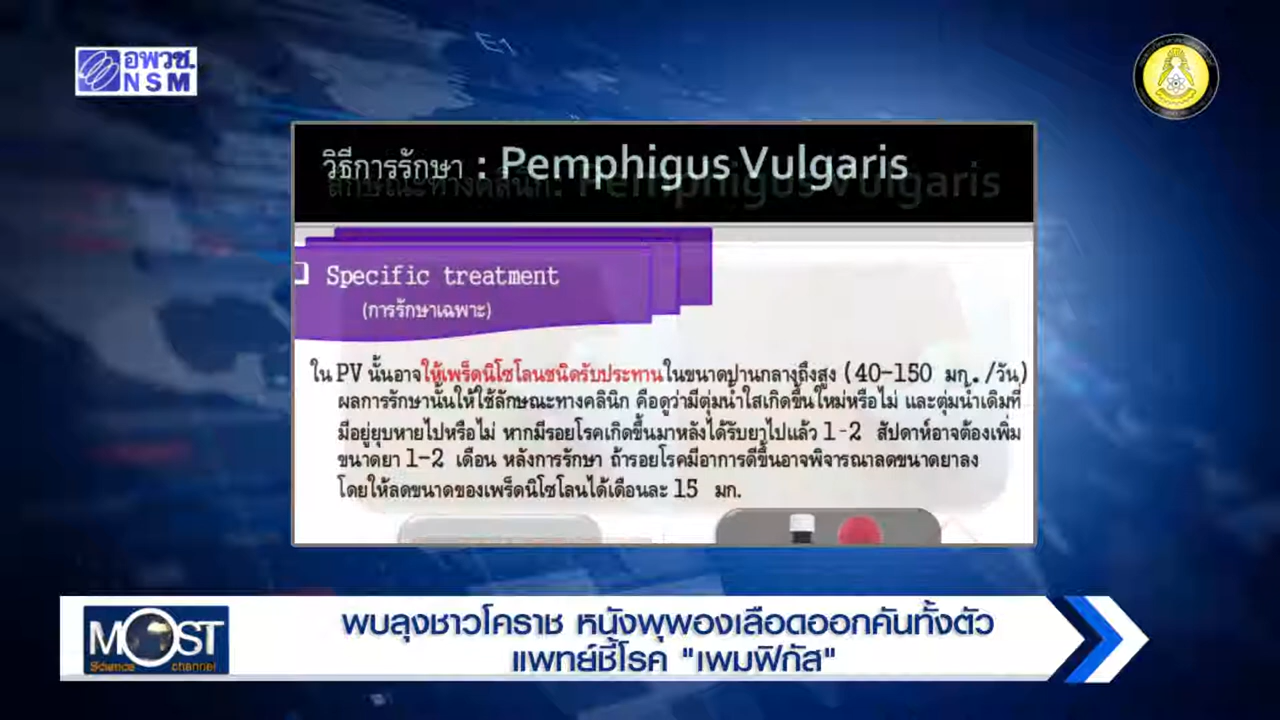 อพวช.
NSM
E1
วิธีการรักษา : Pemphigus Vulgaris
ลักษณะทางคลินิก: Pemphigus Vulgaris
Specific treatment
(การรักษาเฉพาะ)
ใน PV นั้นอาจให้เพร็ดนิโซโลนชนิดรับประทานในขนาดปานกลางถึงสูง (40-150 มก./วัน)
ผลการรักษานั้นให้ใช้ลักษณะทางคลินิก คือดูว่ามีตุ่มน้ำใสเกิดขึ้นใหม่หรือไม่ และตุ่มน้ำเดิมที่
มีอยู่ยุบหายไปหรือไม่ หากมีรอยโรคเกิดขึ้นมาหลังได้รับยาไปแล้ว 1-2 สัปดาห์อาจต้องเพิ่ม
ขนาดยา 1-2 เดือน หลังการรักษา ถ้ารอยโรคมีอาการดีขึ้นอาจพิจารณาลดขนาดยาลง
โดยให้ลดขนาดของเพร็ดนิโซโลนได้เดือนละ 15 มก.
MOST
Science channel
พบลุงชาวโคราช หนังพุพองเลือดออกคันทั้งตัว
แพทย์ชี้โรค "เพมฟิกัส"